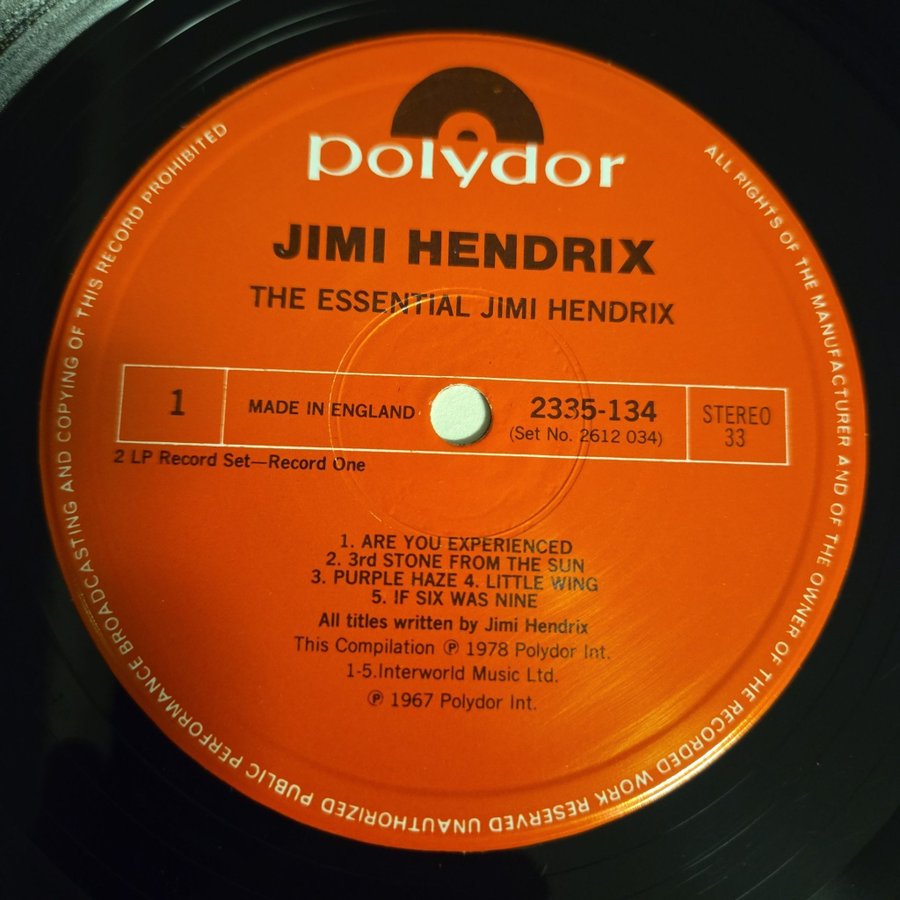 polydor
JIMI HENDRIX
THE ESSENTIAL JIMI HENDRIX
1
MADE IN ENGLAND
2335-134
(Set No. 2612 034)
STEREO
33
2 LP Record Set—Record One
1. ARE YOU EXPERIENCED
2. 3rd STONE FROM THE SUN
3. PURPLE HAZE 4. LITTLE WING
5. IF SIX WAS NINE
All titles written by Jimi Hendrix
This Compilation ℗ 1978 Polydor Int.
1-5.Interworld Music Ltd.
℗ 1967 Polydor Int.
ALL RIGHTS OF THE MANUFACTURER AND OF THE OWNER OF THE RECORDED WORK RESERVED UNAUTHORIZED PUBLIC PERFORMANCE BROADCASTING AND COPYING OF THIS RECORD PROHIBITED